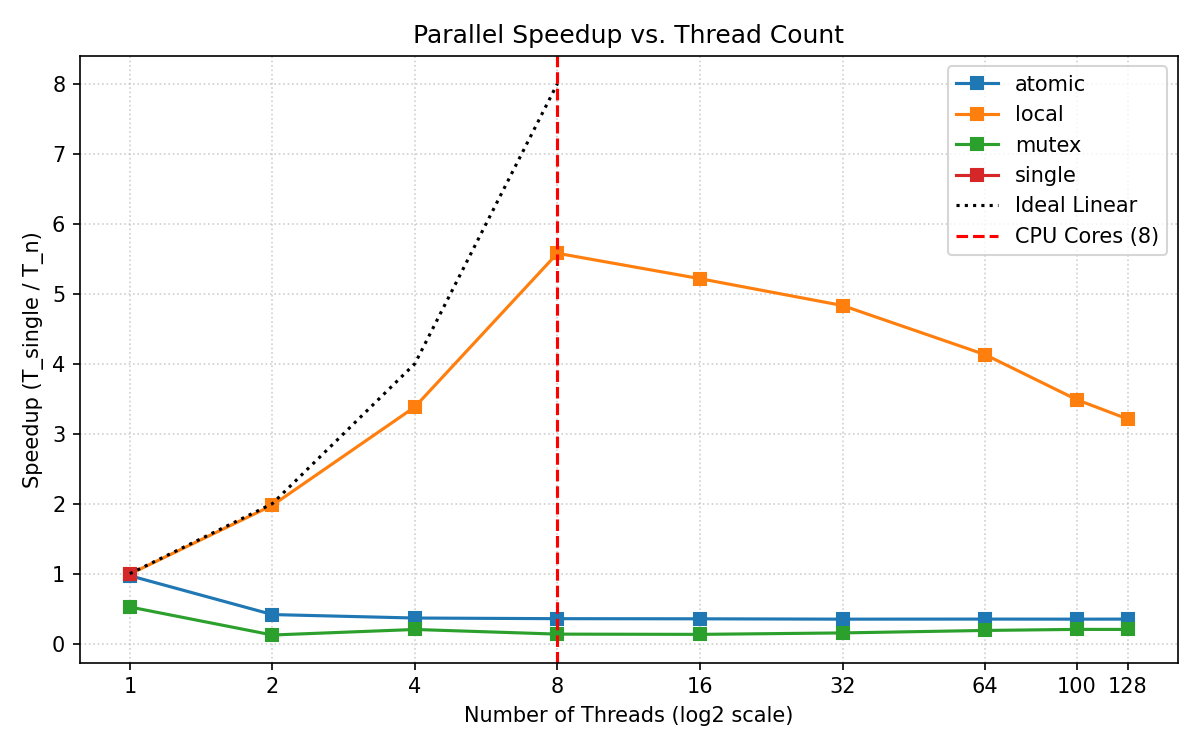 Parallel Speedup vs. Thread Count
8
7
6
5
4
3
2
1
0
Speedup (T_single / T_n)
atomic
local
mutex
single
Ideal Linear
CPU Cores (8)
1 2 4 8 16 32 64 100 128
Number of Threads (log2 scale)